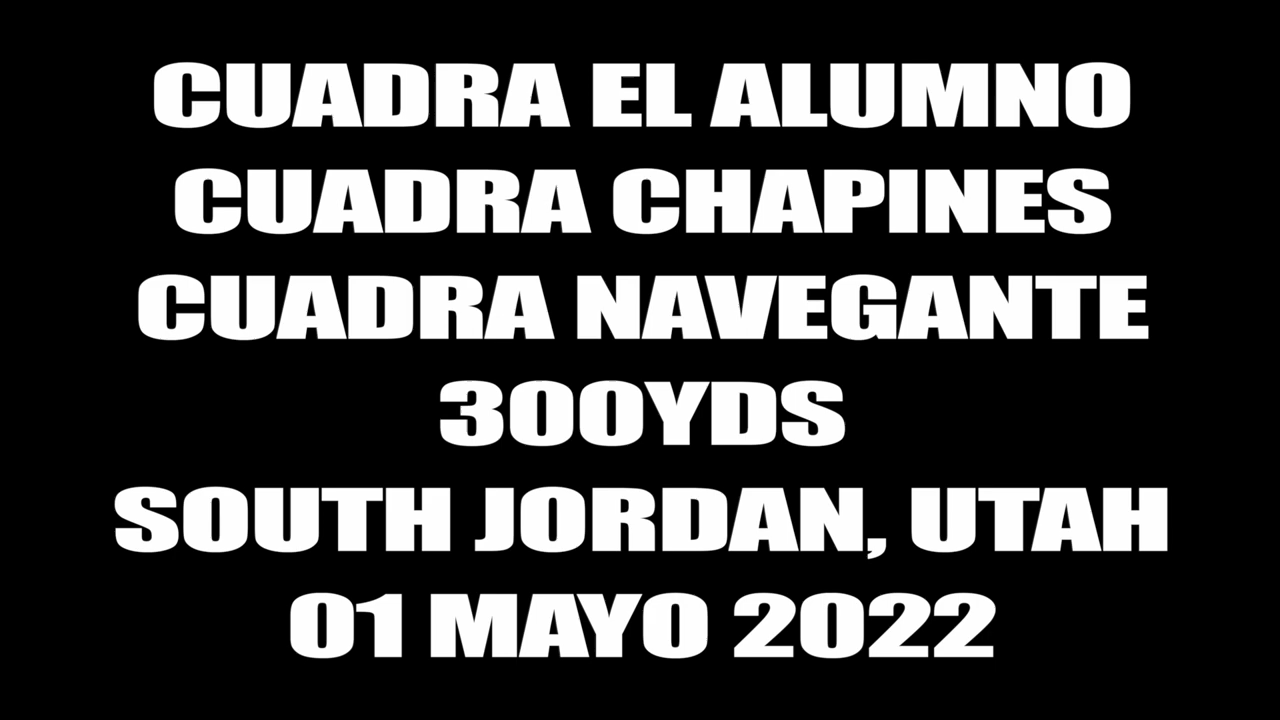 CUADRA EL ALUMNO
CUADRA CHAPINES
CUADRA NAVEGANTE
300YDS
SOUTH JORDAN, UTAH
01 MAYO 2022